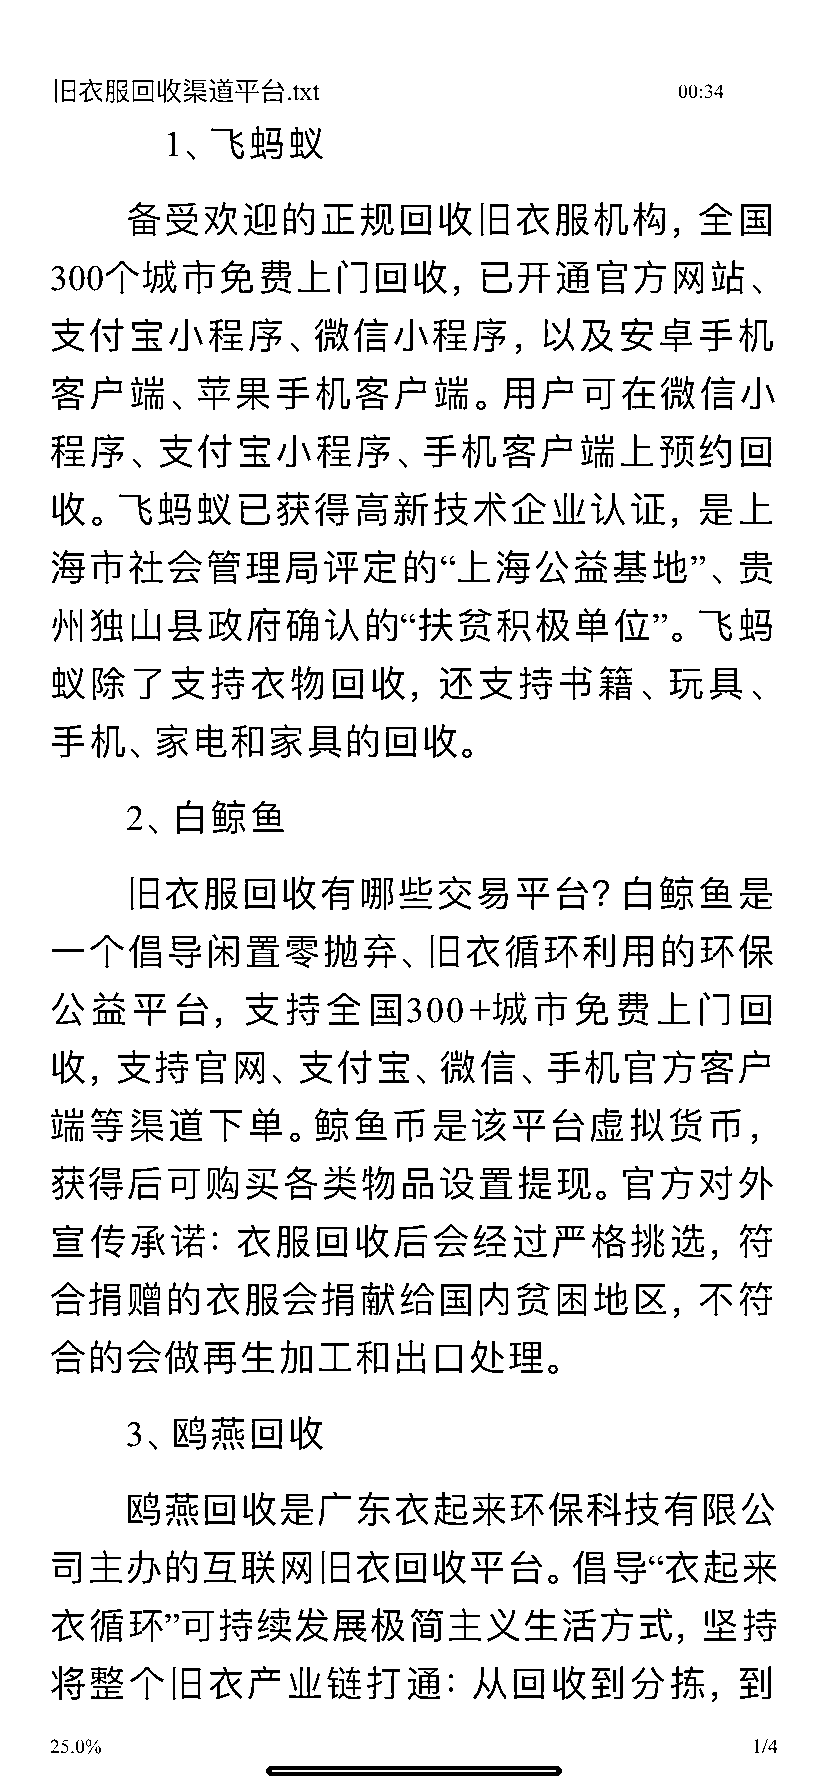 旧衣服回收渠道平台.txt 00:34
1、飞蚂蚁
备受欢迎的正规回收旧衣服机构，全国
300个城市免费上门回收，已开通官方网站、
支付宝小程序、微信小程序，以及安卓手机
客户端、苹果手机客户端。用户可在微信小
程序、支付宝小程序、手机客户端上预约回
收。飞蚂蚁已获得高新技术企业认证，是上
海市社会管理局评定的“上海公益基地”、贵
州独山县政府确认的“扶贫积极单位”。飞蚂
蚁除了支持衣物回收，还支持书籍、玩具、
手机、家电和家具的回收。
2、白鲸鱼
旧衣服回收有哪些交易平台？白鲸鱼是
一个倡导闲置零抛弃、旧衣循环利用的环保
公益平台，支持全国300+城市免费上门回
收，支持官网、支付宝、微信、手机官方客户
端等渠道下单。鲸鱼币是该平台虚拟货币，
获得后可购买各类物品设置提现。官方对外
宣传承诺：衣服回收后会经过严格挑选，符
合捐赠的衣服会捐献给国内贫困地区，不符
合的会做再生加工和出口处理。
3、鸥燕回收
鸥燕回收是广东衣起来环保科技有限公
司主办的互联网旧衣回收平台。倡导“衣起来
衣循环”可持续发展极简主义生活方式，坚持
将整个旧衣产业链打通：从回收到分拣，到
25.0% 1/4